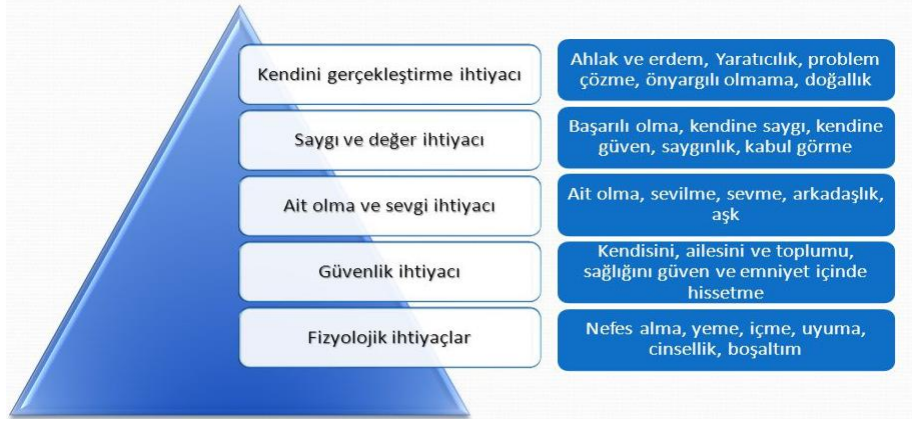 Kendini gerçekleştirme ihtiyacı
Ahlak ve erdem, Yaratıcılık, problem
çözme, önyargılı olmama, doğallık
Saygı ve değer ihtiyacı
Başarılı olma, kendine saygı, kendine
güven, saygınlık, kabul görme
Ait olma ve sevgi ihtiyacı
Ait olma, sevilme, sevme, arkadaşlık,
aşk
Güvenlik ihtiyacı
Kendisini, ailesini ve toplumu,
sağlığını güven ve emniyet içinde
hissetme
Fizyolojik ihtiyaçlar
Nefes alma, yeme, içme, uyuma,
cinsellik, boşaltım